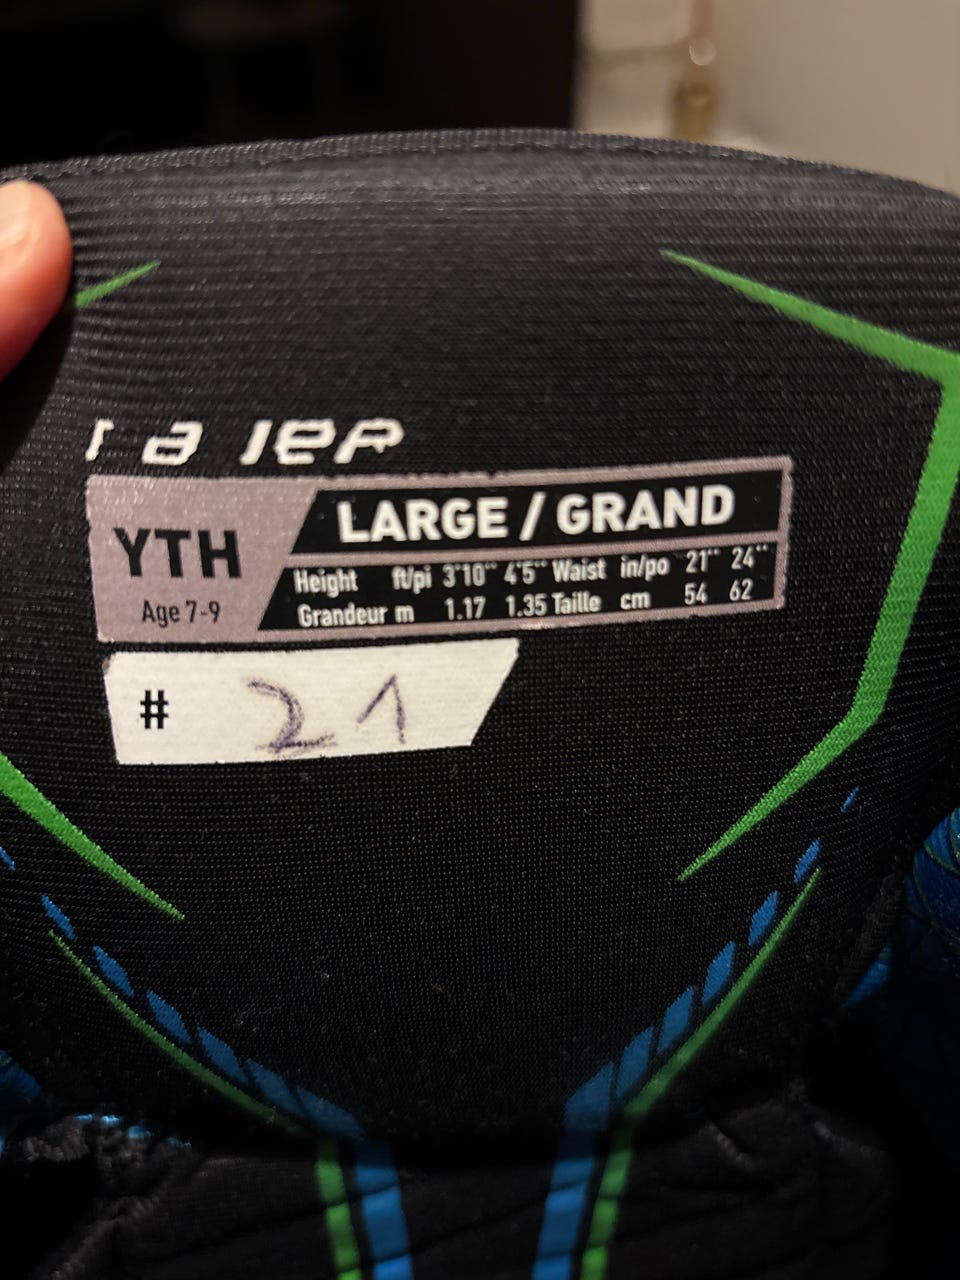 YTH
Age 7-9
LARGE / GRAND
Height ft/pi 3'10" 4'5" Waist in/po 21" 24"
Grandeur m 1.17 1.35 Taille cm 54 62
# 21